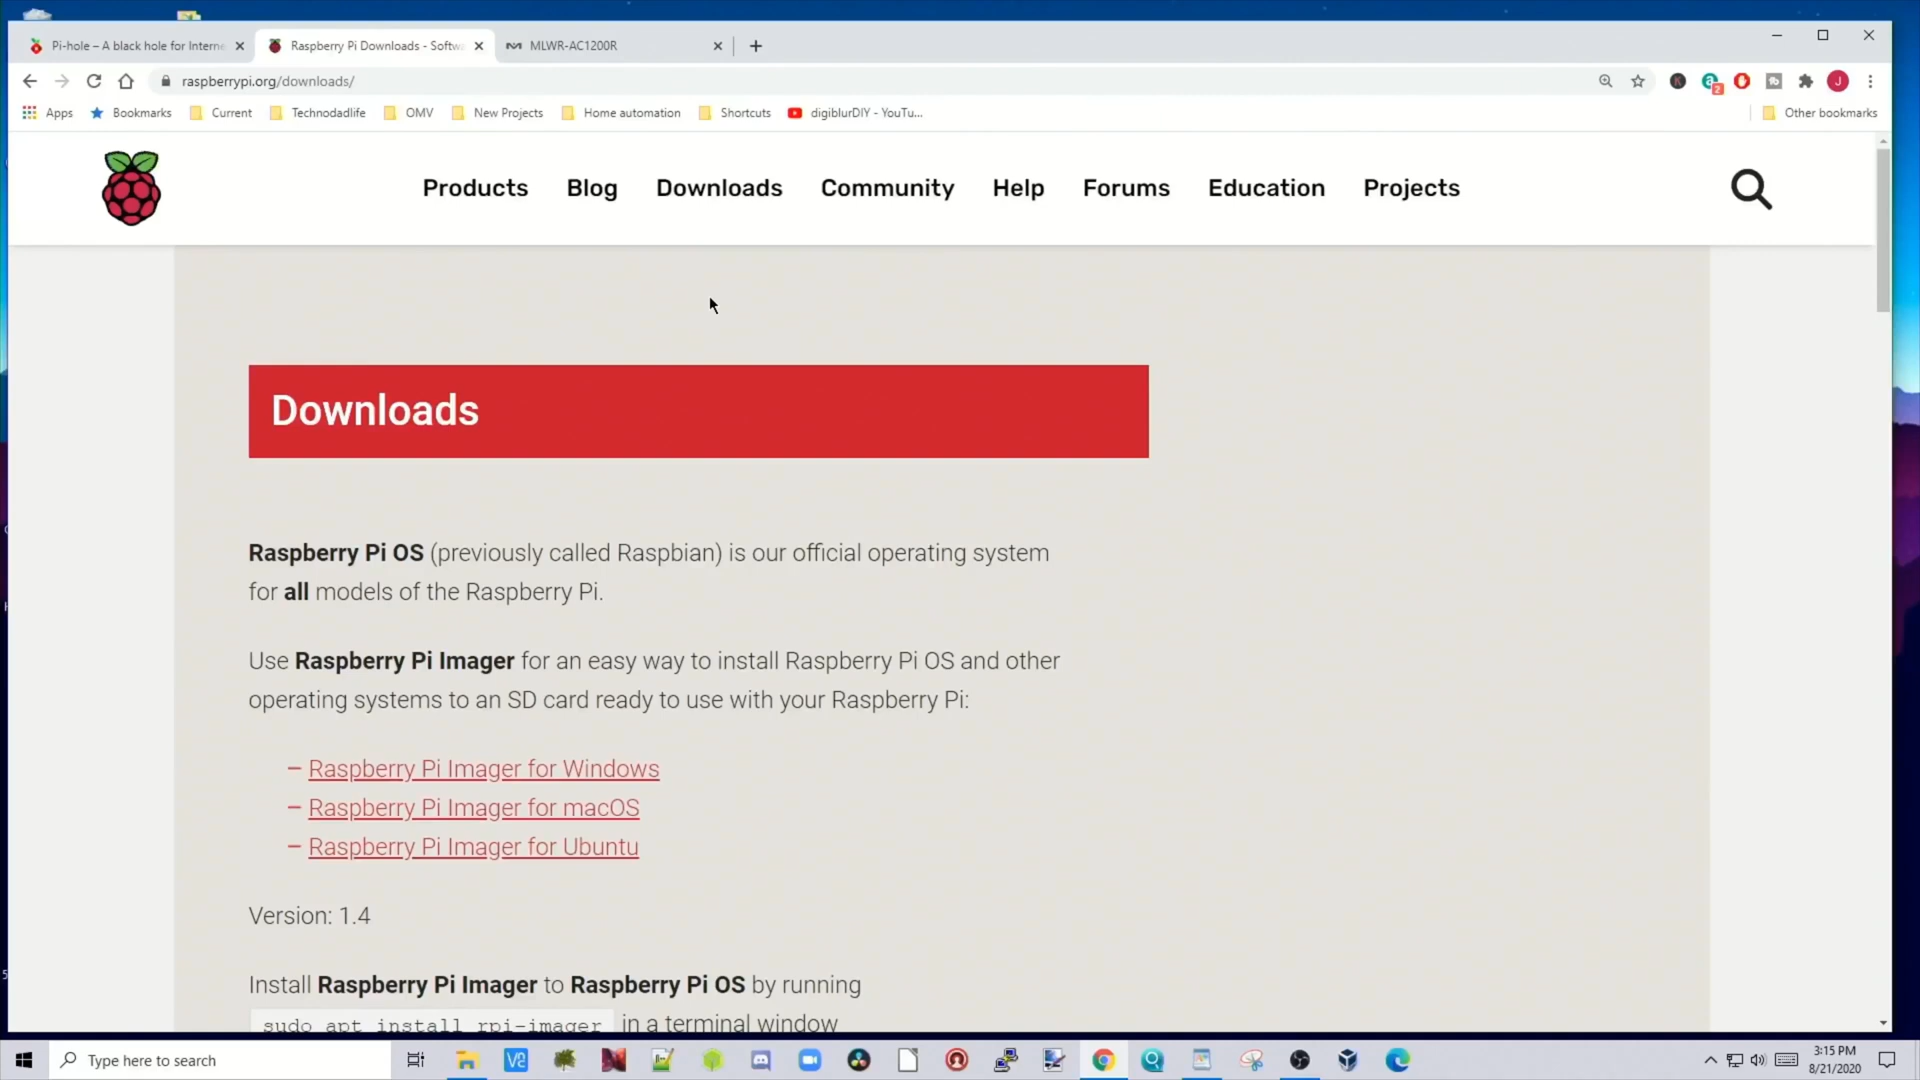 Pi-hole – A black hole for Interne
Raspberry Pi Downloads - Softwa
MLWR-AC1200R
raspberrypi.org/downloads/
2
J
Apps
Bookmarks
Current
Technodadlife
OMV
New Projects
Home automation
Shortcuts
digiblurDIY - YouTu...
Other bookmarks
Products
Blog
Downloads
Community
Help
Forums
Education
Projects
Downloads
Raspberry Pi OS (previously called Raspbian) is our official operating system
for all models of the Raspberry Pi.
Use Raspberry Pi Imager for an easy way to install Raspberry Pi OS and other
operating systems to an SD card ready to use with your Raspberry Pi:
– Raspberry Pi Imager for Windows
– Raspberry Pi Imager for macOS
– Raspberry Pi Imager for Ubuntu
Version: 1.4
Install Raspberry Pi Imager to Raspberry Pi OS by running
sudo apt install rpi-imager in a terminal window
Type here to search
3:15 PM
8/21/2020